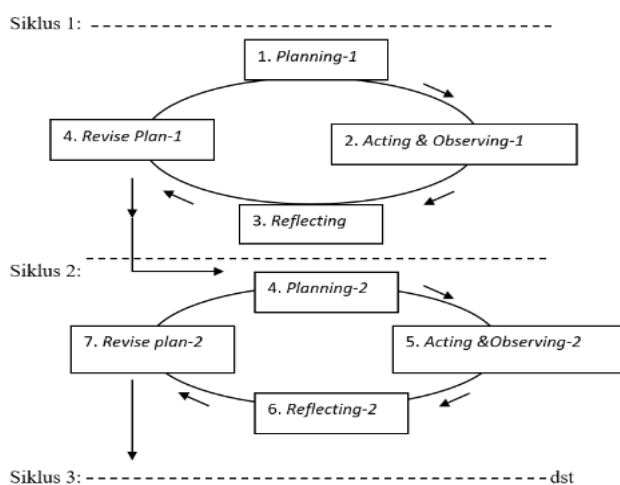 Siklus 1:
1. Planning-1
4. Revise Plan-1
2. Acting & Observing-1
3. Reflecting
Siklus 2:
4. Planning-2
7. Revise plan-2
5. Acting &Observing-2
6. Reflecting-2
Siklus 3:
dst